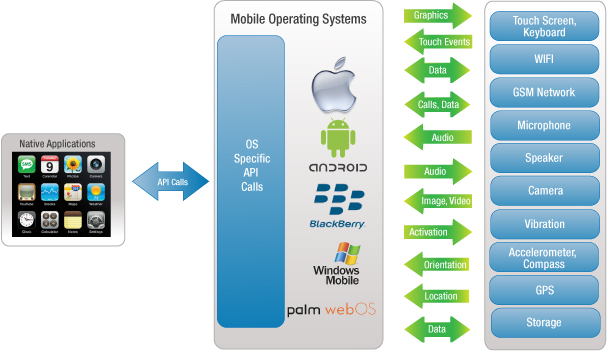 Native Applications
Text
Calendar
Photos
Camera
YouTube
Stocks
Maps
Weather
Clock
Calculator
Notes
Settings
9
API Calls
Mobile Operating Systems
OS
Specific
API
Calls
ANDROID
BlackBerry
Windows
Mobile
palm webOS
Graphics
Touch Events
Data
Calls, Data
Audio
Audio
Image, Video
Activation
Orientation
Location
Data
Touch Screen,
Keyboard
WIFI
GSM Network
Microphone
Speaker
Camera
Vibration
Accelerometer,
Compass
GPS
Storage